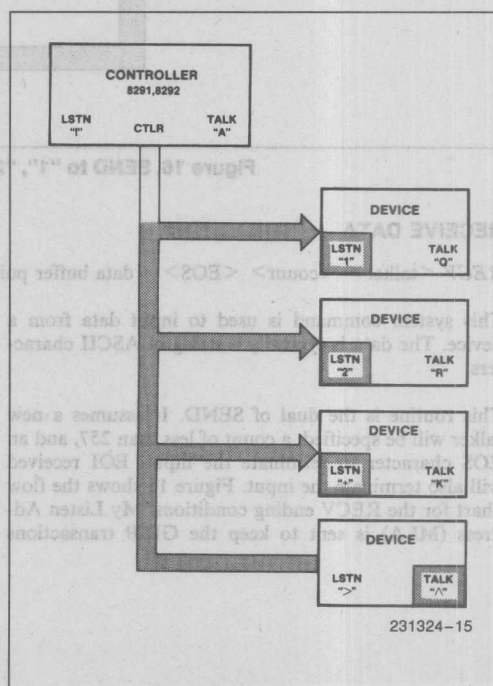 CONTROLLER
8291,8292
LSTN
"!"
CTLR
TALK
"A"
Figure 16. SEND to "1", "2
DEVICE
LSTN
"1"
TALK
"Q"
DEVICE
LSTN
"2"
TALK
"R"
DEVICE
LSTN
"+"
TALK
"K"
DEVICE
LSTN
">"
TALK
"^"
231324-15
RECEIVE DATA
<count> <EOS> data buffer poi
This system command is used to input data from a
device. The data ASCII charac-
ters
This routine is the dual of SEND. It assumes a new
talker will be specified, a count of less than 257, and an
EOS character to terminate the input. EOI received
will also terminate the input. Figure shows the flow
chart for the RECV ending conditions. My Listen Ad-
dress (MLA) is sent to keep the GPIB transactions